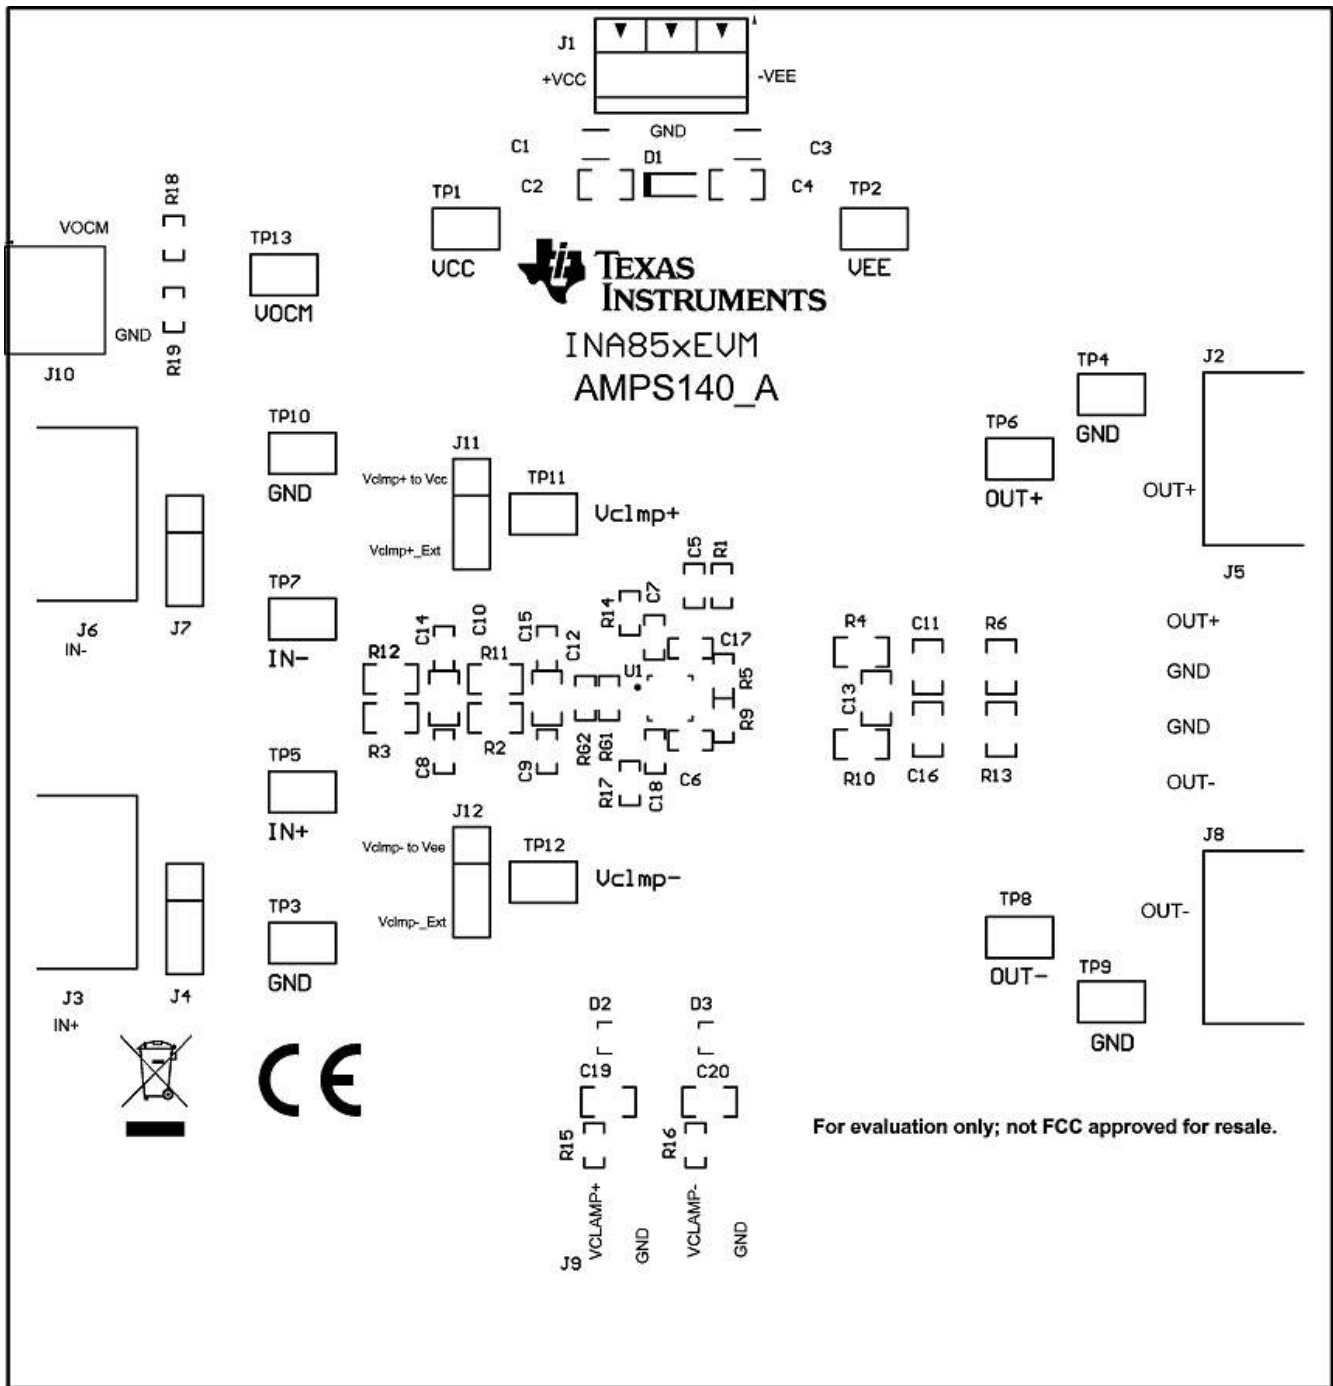 J1
+VCC
-VEE
GND
C1
D1
C3
C2
C4
TP1
VCC
TP2
VEE
R18
VOCM
TP13
VOCM
GND
R19
J10
TEXAS
INSTRUMENTS
INA85xEVM
AMPS140_A
TP4
GND
J2
TP6
OUT+
OUT+
J5
TP10
GND
J11
Vclmp+ to Vcc
Vclmp+_Ext
TP11
Vclmp+
J6
IN-
J7
TP7
IN-
C5
R1
R14
C7
C14
C10
C15
C12
C17
R12
R11
U1
R5
R9
R3
R2
RG2
RG1
C8
C9
R17
C18
C6
R4
C11
R6
C13
R10
C16
R13
OUT+
GND
GND
OUT-
TP5
IN+
J12
Vclmp- to Vee
Vclmp-_Ext
TP12
Vclmp-
J8
OUT-
TP8
OUT-
TP9
GND
TP3
GND
J3
IN+
J4
CE
D2
D3
C19
C20
R15
R16
VCLAMP+
GND
VCLAMP-
GND
J9
For evaluation only; not FCC approved for resale.